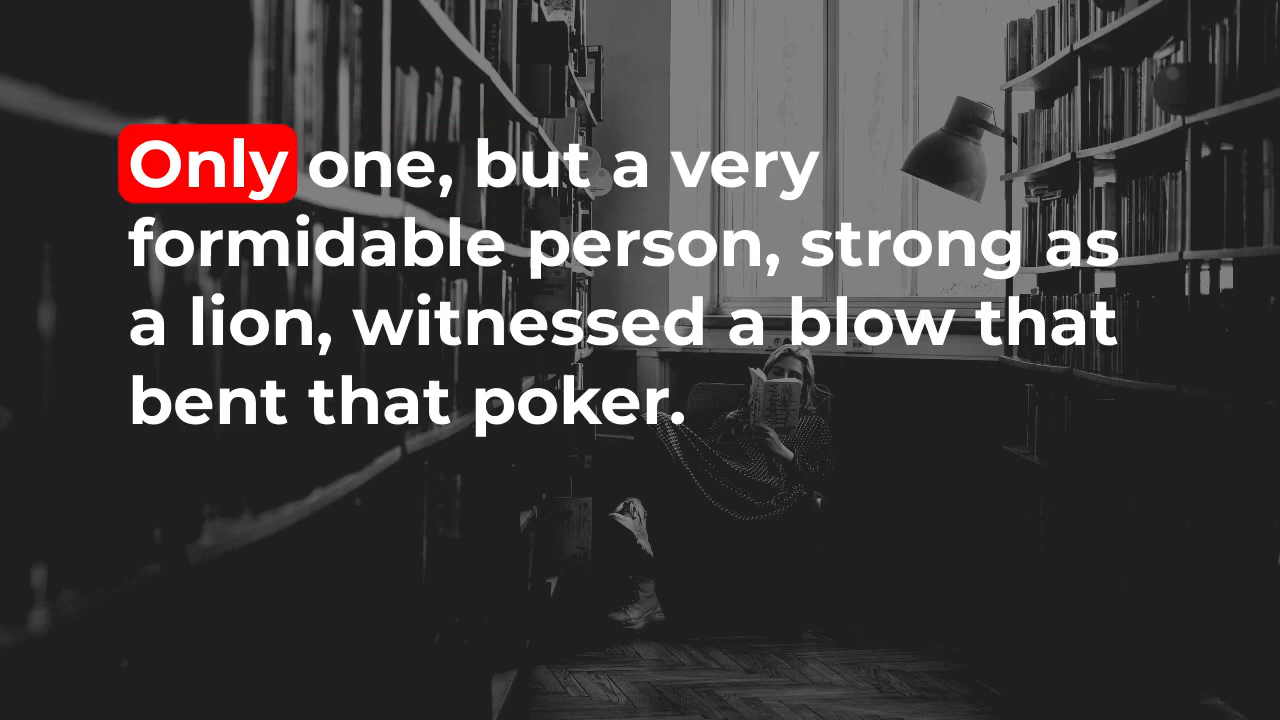 Only one, but a very
formidable person, strong as
a lion, witnessed a blow that
bent that poker.